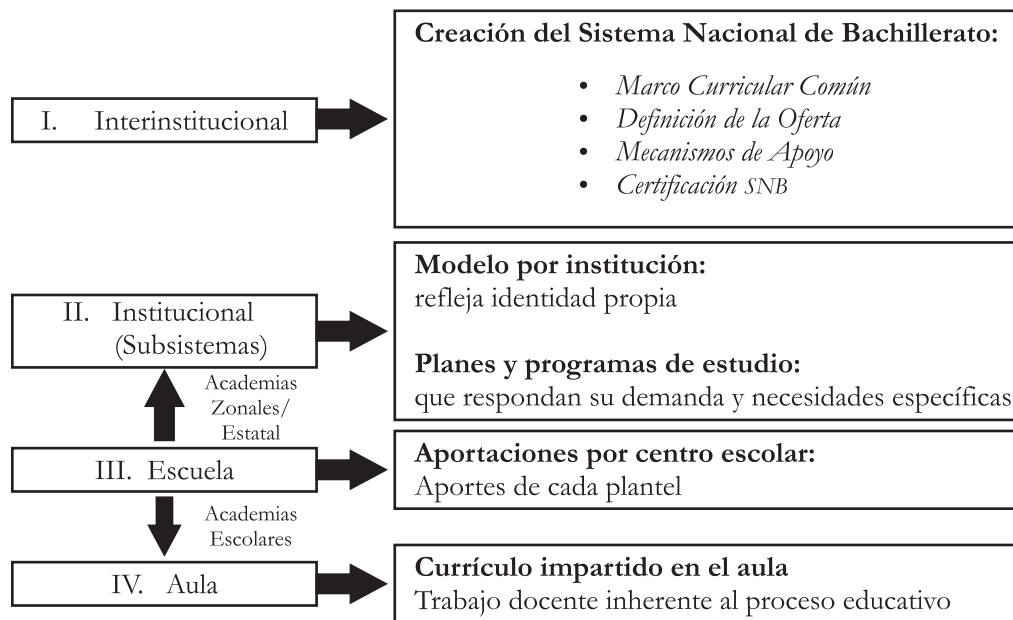 Creación del Sistema Nacional de Bachillerato:
• Marco Curricular Común
• Definición de la Oferta
• Mecanismos de Apoyo
• Certificación SNB
I. Interinstitucional
Modelo por institución:
refleja identidad propia
Planes y programas de estudio:
que respondan su demanda y necesidades específicas
II. Institucional
(Subsistemas)
Academias
Zonales/
Estatal
III. Escuela
Aportaciones por centro escolar:
Aportes de cada plantel
Academias
Escolares
IV. Aula
Currículo impartido en el aula
Trabajo docente inherente al proceso educativo